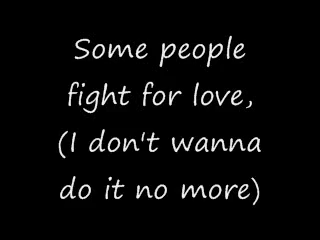 Some people
fight for love,
(I don't wanna
do it no more)